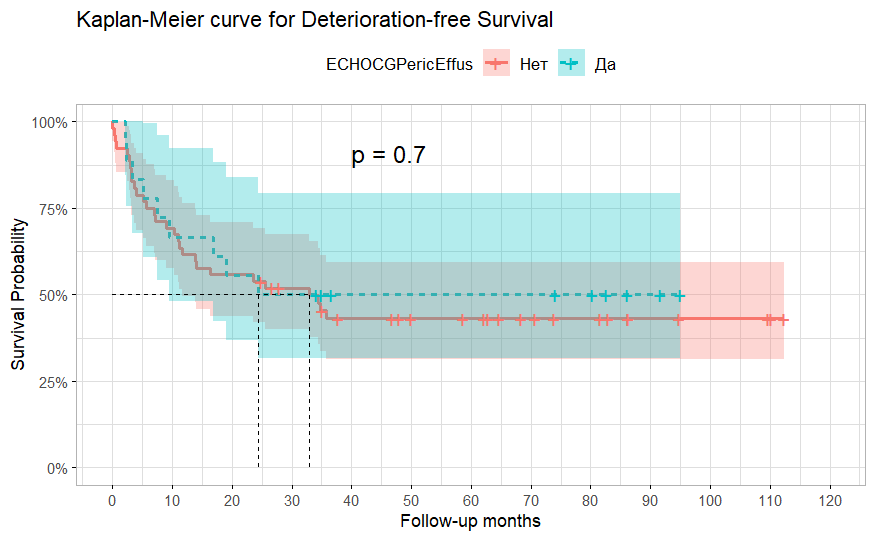 Kaplan-Meier curve for Deterioration-free Survival
ECHOCGPericEffus Нет Да
p = 0.7
Survival Probability
100%
75%
50%
25%
0%
0 10 20 30 40 50 60 70 80 90 100 110 120
Follow-up months